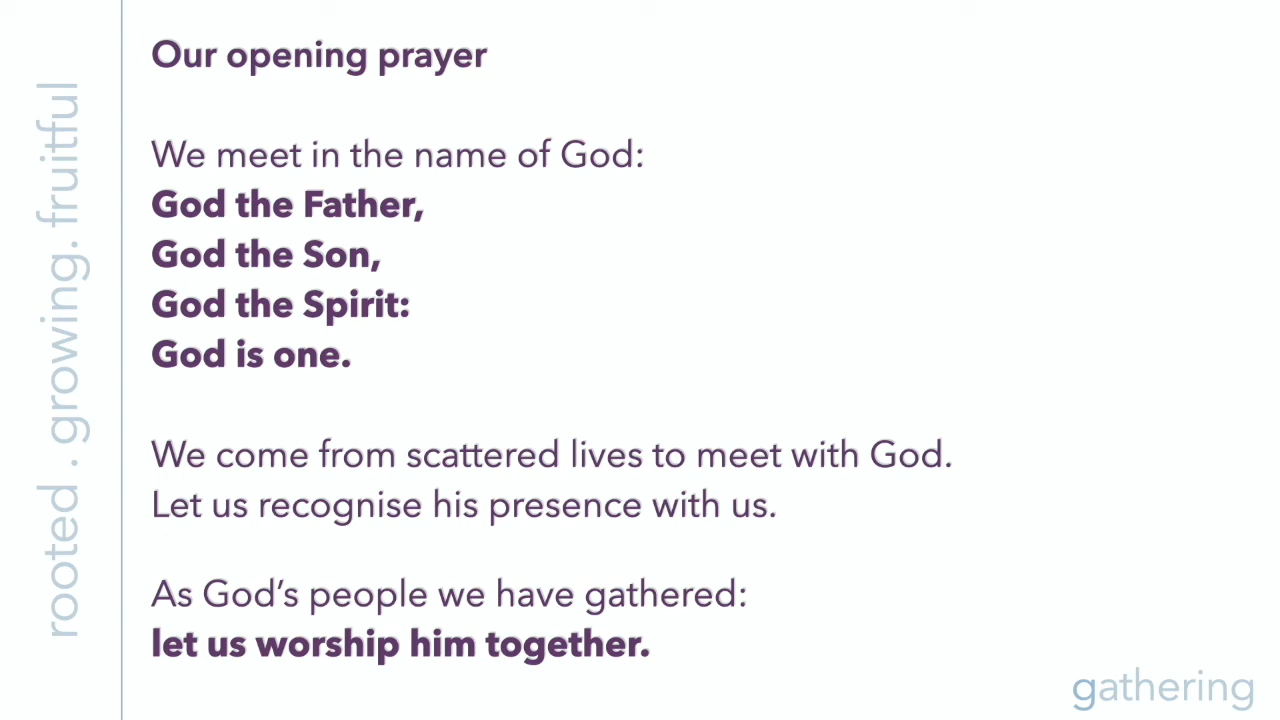 Our opening prayer
We meet in the name of God:
God the Father,
God the Son,
God the Spirit:
God is one.
We come from scattered lives to meet with God.
Let us recognise his presence with us.
As God’s people we have gathered:
let us worship him together.
rooted . growing. fruitful
gathering